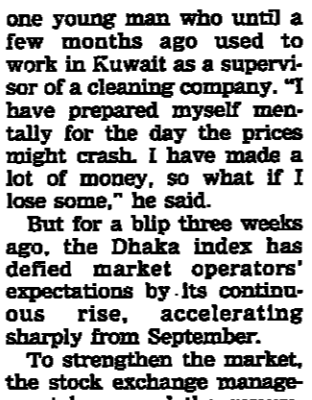 one young man who until a
few months ago used to
work in Kuwait as a supervi-
sor of a cleaning company. "I
have prepared myself men-
tally for the day the prices
might crash. I have made a
lot of money, so what if I
lose some," he said.
But for a blip three weeks
ago, the Dhaka index has
defied market operators'
expectations by its continu-
ous rise, accelerating
sharply from September.
To strengthen the market,
the stock exchange manage-